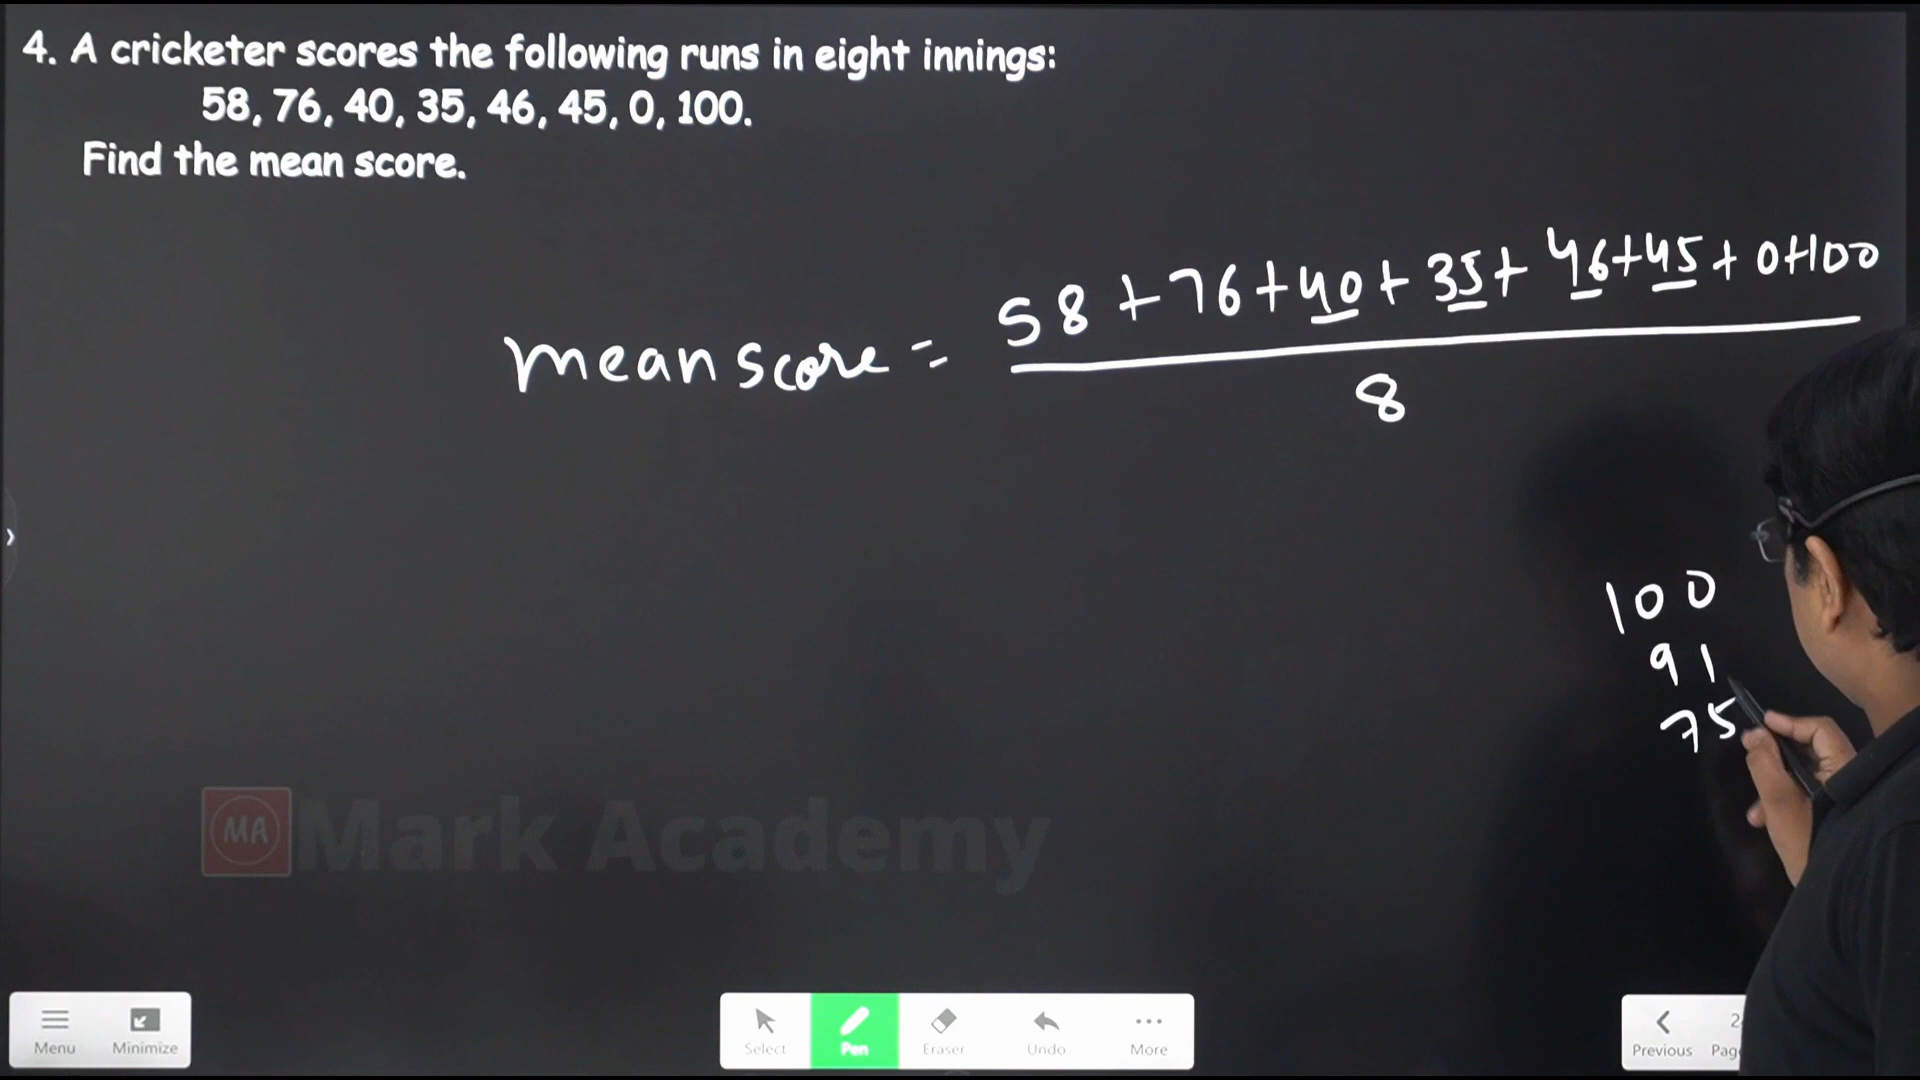 4. A cricketer scores the following runs in eight innings:
58, 76, 40, 35, 46, 45, 0, 100.
Find the mean score.
mean score = 58 + 76 + 40 + 35 + 46 + 45 + 0 + 100
8
100
91
75
MA Mark Academy
Menu Minimize Select Pen Eraser Undo More Previous